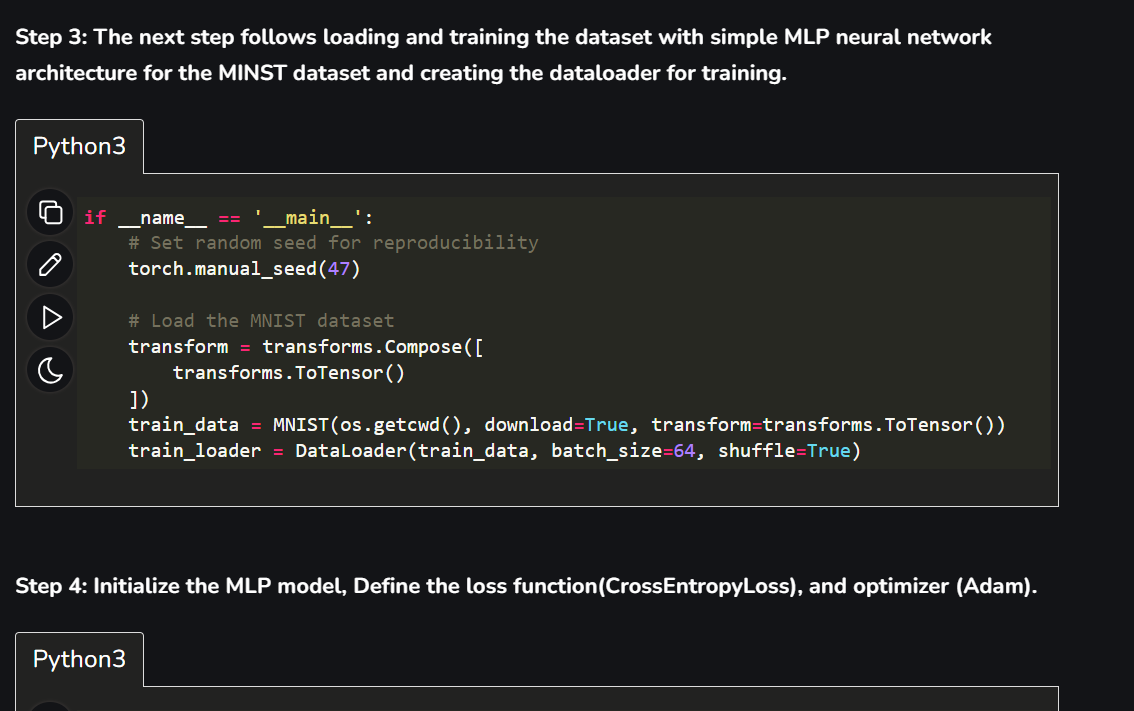 Step 3: The next step follows loading and training the dataset with simple MLP neural network
architecture for the MINST dataset and creating the dataloader for training.
Python3
if __name__ == '__main__':
    # Set random seed for reproducibility
    torch.manual_seed(47)
    # Load the MNIST dataset
    transform = transforms.Compose([
        transforms.ToTensor()
    ])
    train_data = MNIST(os.getcwd(), download=True, transform=transforms.ToTensor())
    train_loader = DataLoader(train_data, batch_size=64, shuffle=True)
Step 4: Initialize the MLP model, Define the loss function(CrossEntropyLoss), and optimizer (Adam).
Python3